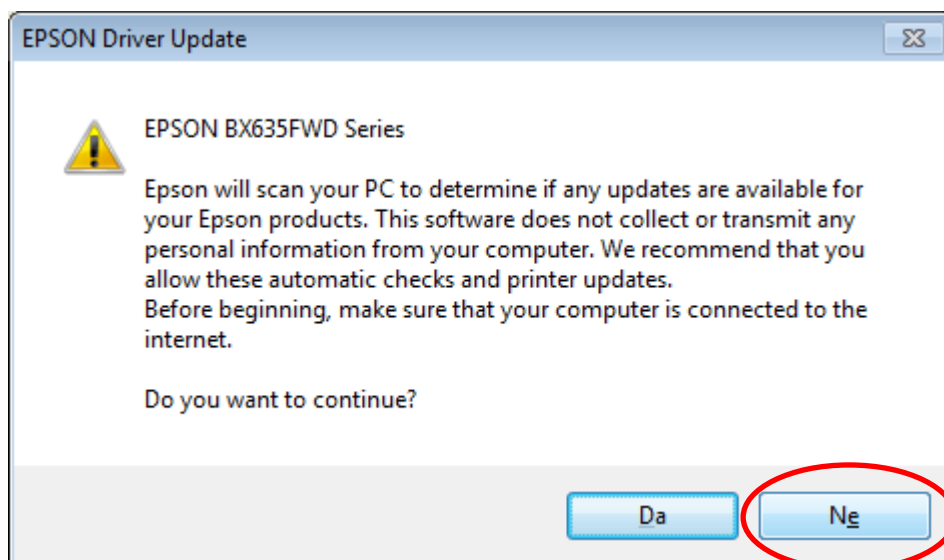 EPSON Driver Update
EPSON BX635FWD Series
Epson will scan your PC to determine if any updates are available for
your Epson products. This software does not collect or transmit any
personal information from your computer. We recommend that you
allow these automatic checks and printer updates.
Before beginning, make sure that your computer is connected to the
internet.
Do you want to continue?
Da
Ne